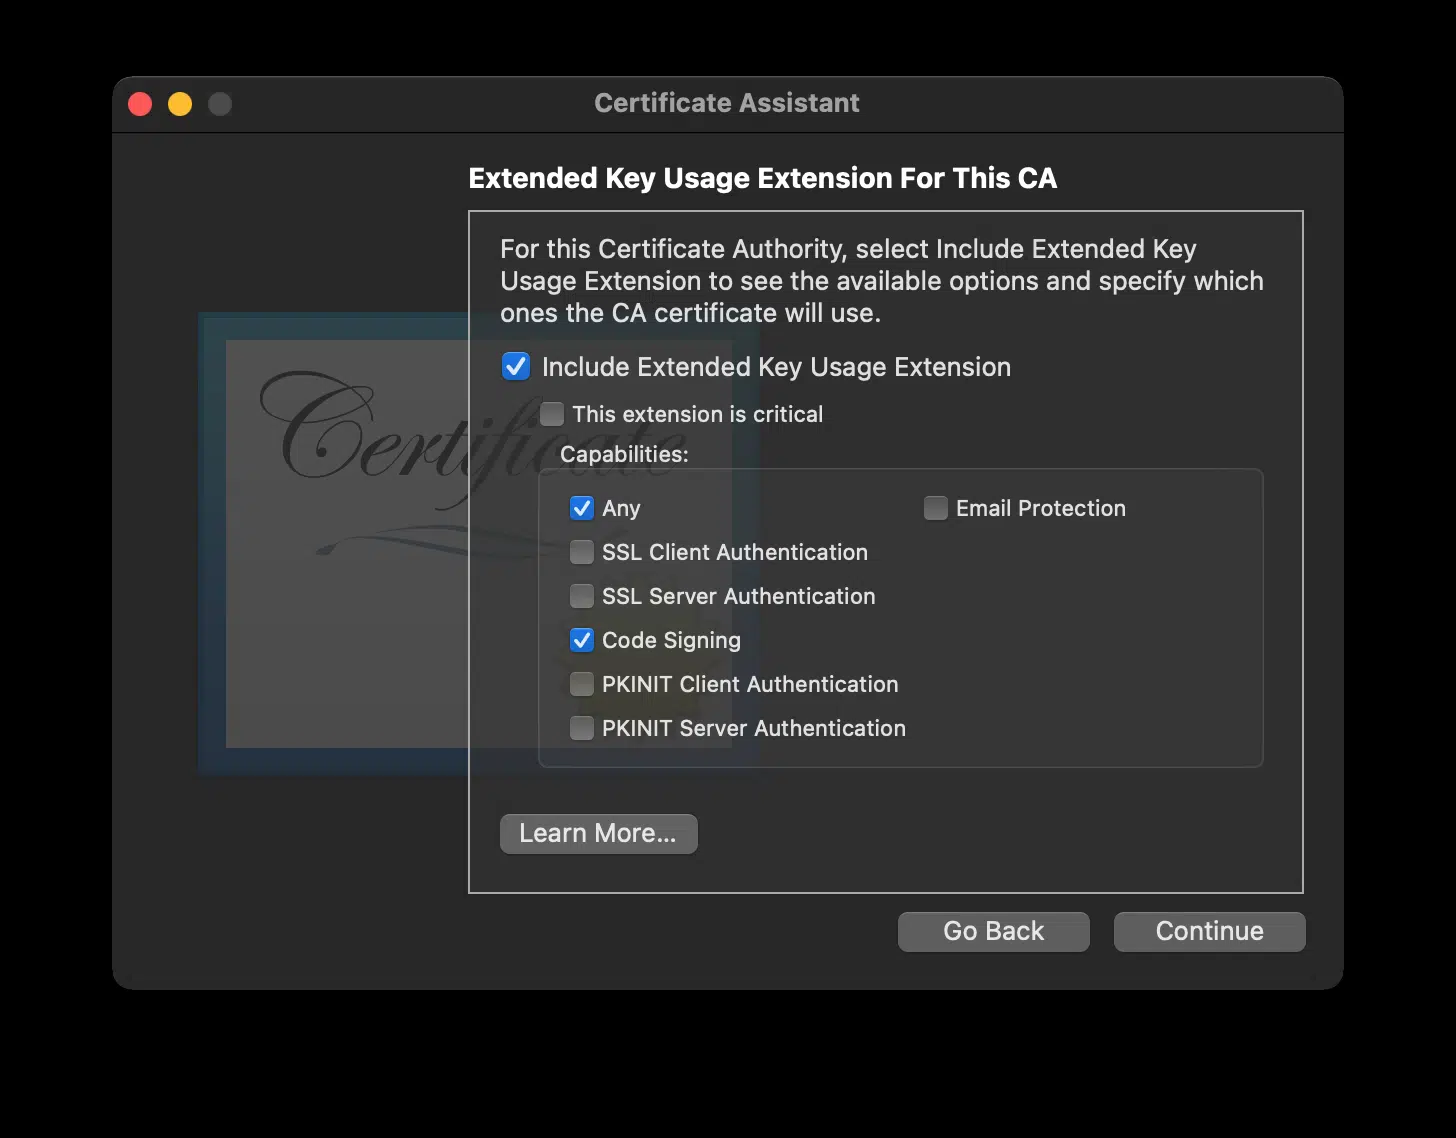 Certificate Assistant
Extended Key Usage Extension For This CA
For this Certificate Authority, select Include Extended Key
Usage Extension to see the available options and specify which
ones the CA certificate will use.
Include Extended Key Usage Extension
This extension is critical
Certificate
Capabilities:
Any
Email Protection
SSL Client Authentication
SSL Server Authentication
Code Signing
PKINIT Client Authentication
PKINIT Server Authentication
Learn More...
Go Back
Continue